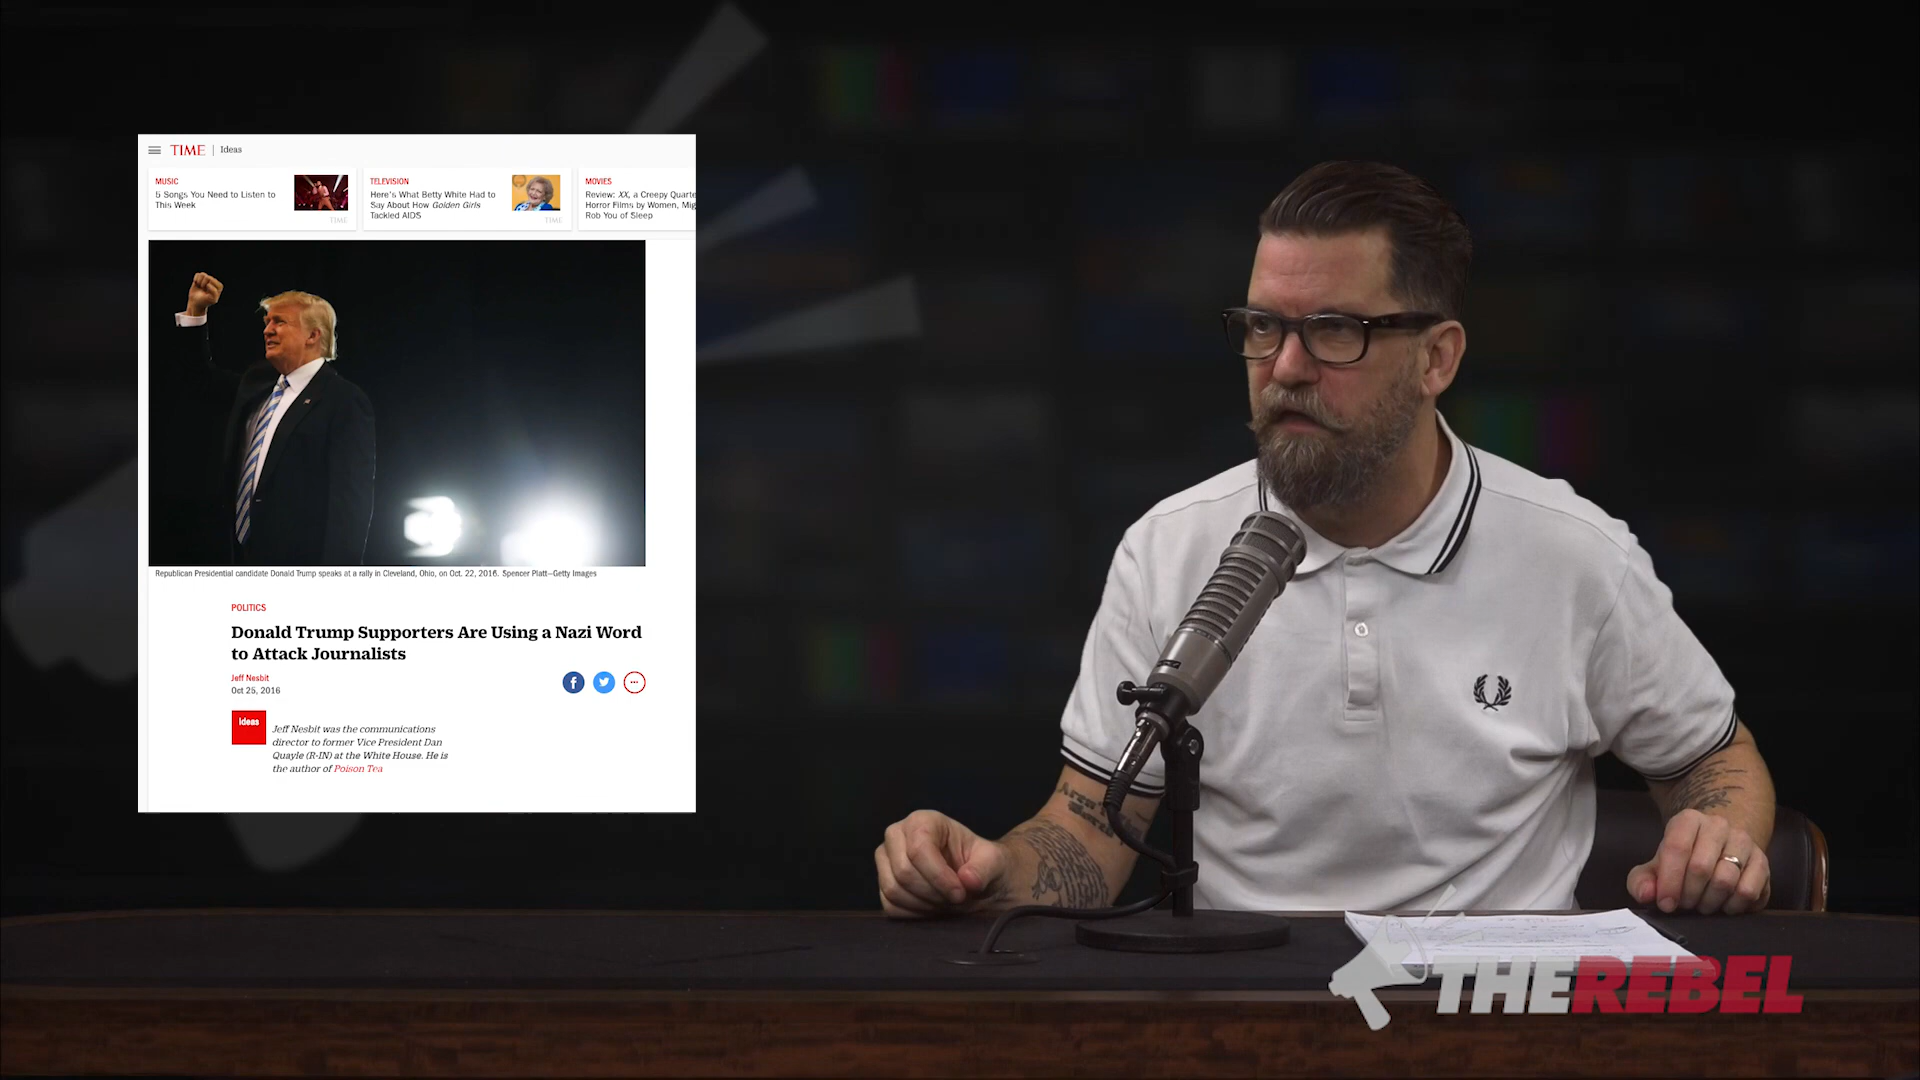 TIME | Ideas
MUSIC
5 Songs You Need to Listen to
This Week
TIME
TELEVISION
Here's What Betty White Had to
Say About How Golden Girls
Tackled AIDS
TIME
MOVIES
Review: XX, a Creepy Quarte
Horror Films by Women, Mig
Rob You of Sleep
Republican Presidential candidate Donald Trump speaks at a rally in Cleveland, Ohio, on Oct. 22, 2016. Spencer Platt—Getty Images
POLITICS
Donald Trump Supporters Are Using a Nazi Word
to Attack Journalists
Jeff Nesbit
Oct 25, 2016
Ideas
Jeff Nesbit was the communications
director to former Vice President Dan
Quayle (R-IN) at the White House. He is
the author of Poison Tea
THEREBEL